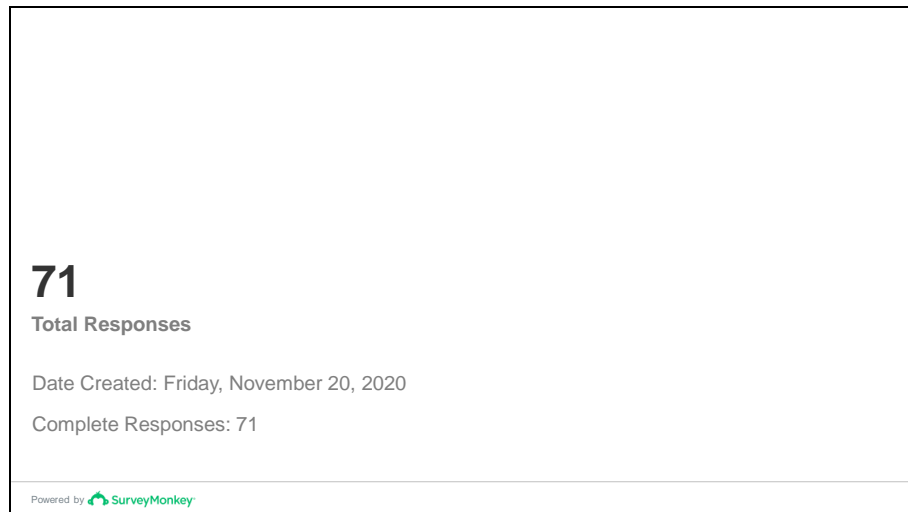 71
Total Responses
Date Created: Friday, November 20, 2020
Complete Responses: 71
Powered by SurveyMonkey